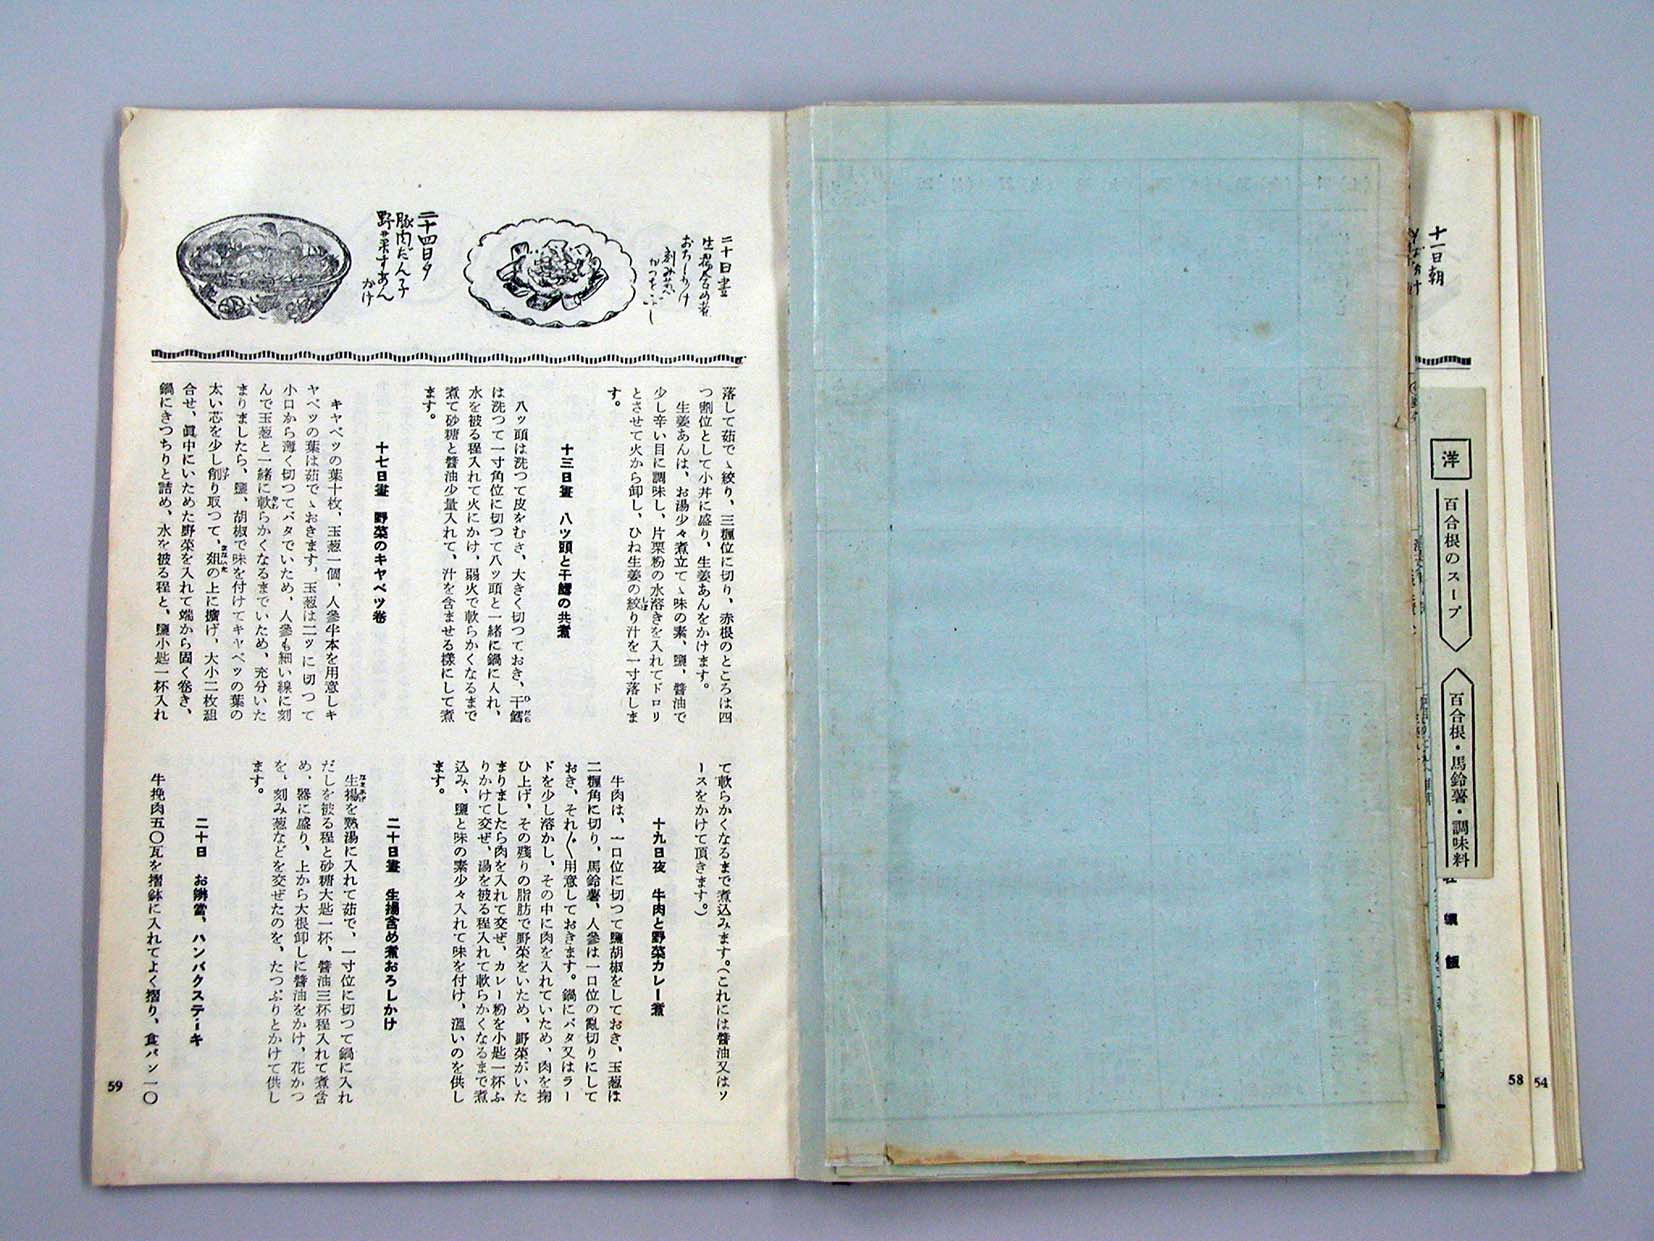 十一日朝
洋
百合根のスープ
百合根・馬鈴薯・調味料
58
54
二十日晝
生揚含め煮
おろしかけ
刻み葱
かつをぶし
二十四日夕
豚肉だん子
野菜すあん
かけ
落して茹でゝ絞り、三糎位に切り、赤根のところは四
つ割位として小丼に盛り、生姜あんをかけます。
生姜あんは、お湯少々煮立てゝ味の素、鹽、醬油で
少し辛い目に調味し、片栗粉の水溶きを入れてドロリ
とさせて火から卸し、ひね生姜の絞り汁を一寸落しま
す。
十三日晝　八ツ頭と干鱈の共煮
八ツ頭は洗つて皮をむき、大きく切つておき、干鱈
は洗つて一寸角位に切つて八ツ頭と一緒に鍋に入れ、
水を被る程入れて火にかけ、弱火で軟らかくなるまで
煮て砂糖と醬油少量入れて、汁を含ませる樣にして煮
ます。
十七日晝　野菜のキヤベツ卷
キャベツの葉十枚、玉葱一個、人參半本を用意しキ
ヤベツの葉は茹でゝおきます。玉葱は二ツに切つて
小口から薄く切つてバタでいため、人參も細い線に刻
んで玉葱と一緒に軟らかくなるまでいため、充分いた
まりましたら、鹽、胡椒で味を付けてキャベツの葉の
太い芯を少し削り取つて、俎の上に擴げ、大小二枚組
合せ、眞中にいためた野菜を入れて端から固く卷き、
鍋にきつちりと詰め、水を被る程と、鹽小匙一杯入れ
て軟らかくなるまで煮込みます。（これには醬油又はソ
ースをかけて頂きます。）
十九日夜　牛肉と野菜カレー煮
牛肉は、一口位に切つて鹽胡椒をしておき、玉葱は
二糎角に切り、馬鈴薯、人參は一口位の亂切りにして
おき、それ〴〵用意しておきます。鍋にバタ又はラー
ドを少し溶かし、その中に肉を入れていため、肉を掬
ひ上げ、その殘りの脂肪で野菜をいため、野菜がいた
まりましたら肉を入れて交ぜ、カレー粉を小匙一杯ふ
りかけて交ぜ、湯を被る程入れて軟らかくなるまで煮
込み、鹽と味の素少々入れて味を付け、溫いのを供し
ます。
二十日晝　生揚含め煮おろしかけ
生揚を熟湯に入れて茹で、一寸位に切つて鍋に入れ
だしを被る程と砂糖大匙一杯、醬油三杯程入れて煮含
め、器に盛り、上から大根卸しに醬油をかけ、花かつ
を、刻み葱などを交ぜたのを、たつぷりとかけて供し
ます。
二十日　お辨當、ハンバクステーキ
牛挽肉五〇瓦を摺鉢に入れてよく摺り、食パン一〇
59